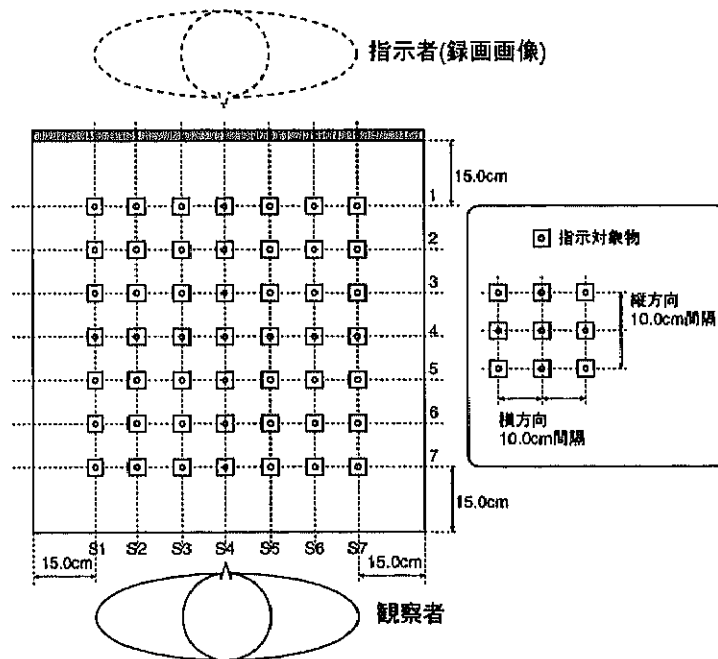 指示者(録画画像)
15.0cm
1
2
3
4
5
6
7
指示対象物
縦方向
10.0cm間隔
横方向
10.0cm間隔
15.0cm
S1 S2 S3 S4 S5 S6 S7
15.0cm
15.0cm
観察者